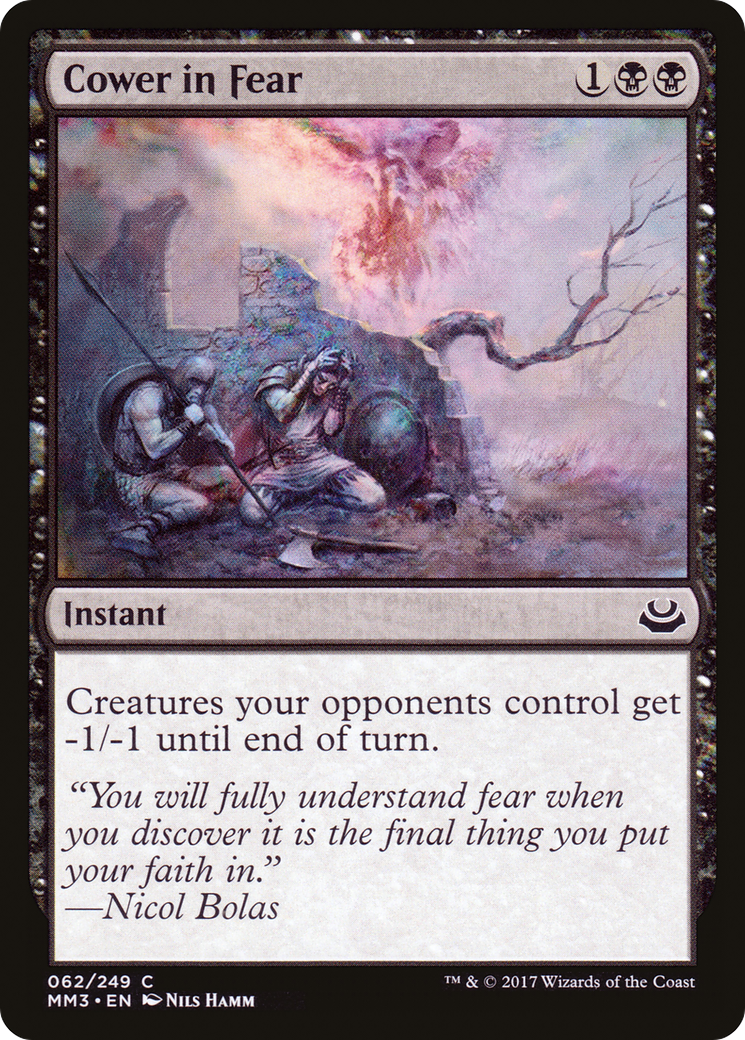 Cower in Fear 1
Instant
Creatures your opponents control get
-1/-1 until end of turn.
“You will fully understand fear when
you discover it is the final thing you put
your faith in.”
—Nicol Bolas
062/249 C
MM3 • EN Nils Hamm
™ & © 2017 Wizards of the Coast